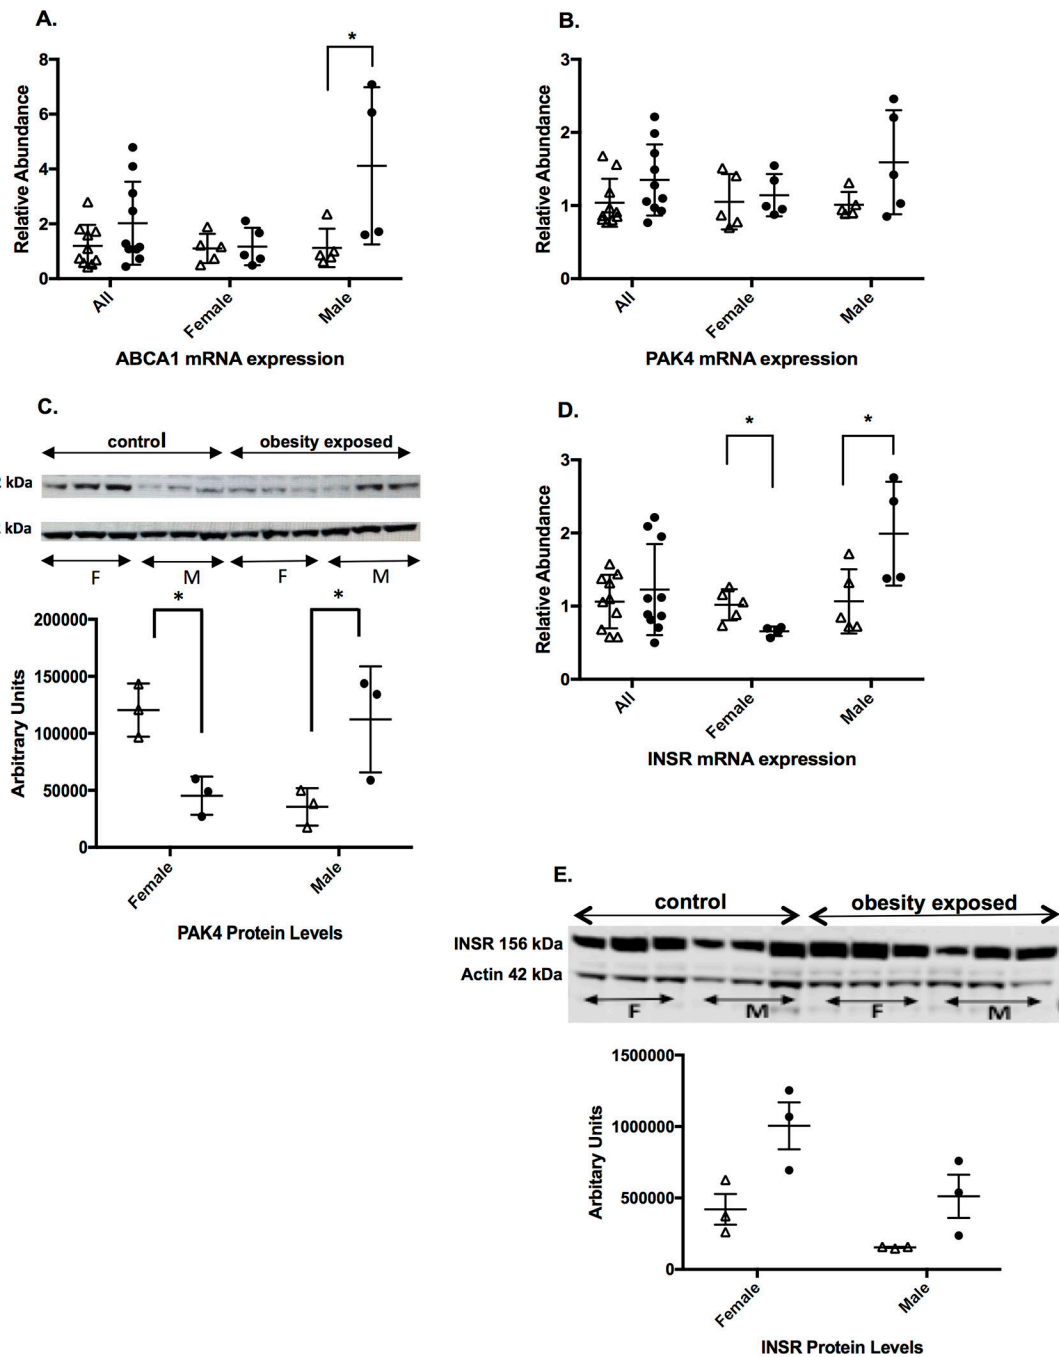 A.
*
8
6
4
2
0
Relative Abundance
All
Female
Male
ABCA1 mRNA expression
B.
3
2
1
0
Relative Abundance
All
Female
Male
PAK4 mRNA expression
C.
control
obesity exposed
2 kDa
kDa
F
M
F
M
*
*
200000
150000
100000
50000
0
Arbitrary Units
Female
Male
PAK4 Protein Levels
D.
*
*
3
2
1
0
Relative Abundance
All
Female
Male
INSR mRNA expression
E.
control
obesity exposed
INSR 156 kDa
Actin 42 kDa
F
M
F
M
1500000
1000000
500000
0
Arbitary Units
Female
Male
INSR Protein Levels